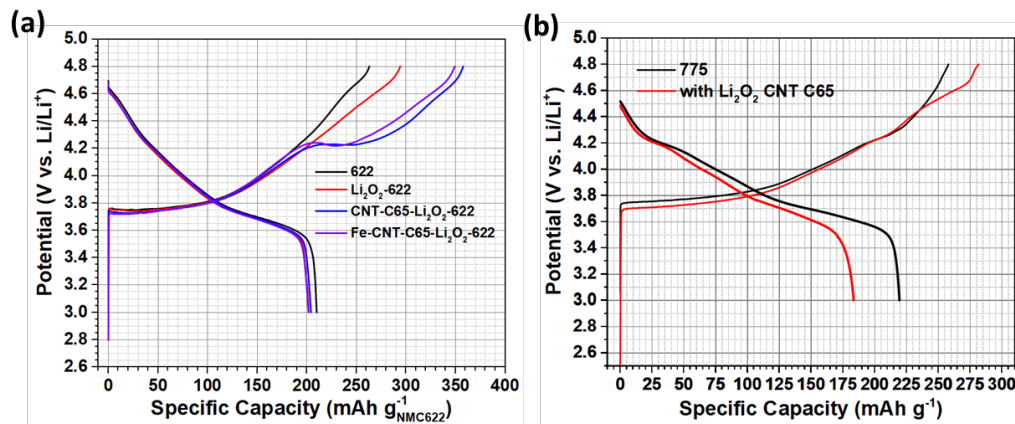 (a)
5.0
4.8
4.6
4.4
4.2
4.0
3.8
3.6
3.4
3.2
3.0
2.8
2.6
Potential (V vs. Li/Li⁺)
622
Li₂O₂-622
CNT-C65-Li₂O₂-622
Fe-CNT-C65-Li₂O₂-622
0 50 100 150 200 250 300 350 400
Specific Capacity (mAh g⁻¹NMC622)
(b)
5.0
4.8
4.6
4.4
4.2
4.0
3.8
3.6
3.4
3.2
3.0
2.8
2.6
Potential (V vs. Li/Li⁺)
775
with Li₂O₂ CNT C65
0 25 50 75 100 125 150 175 200 225 250 275 300
Specific Capacity (mAh g⁻¹)